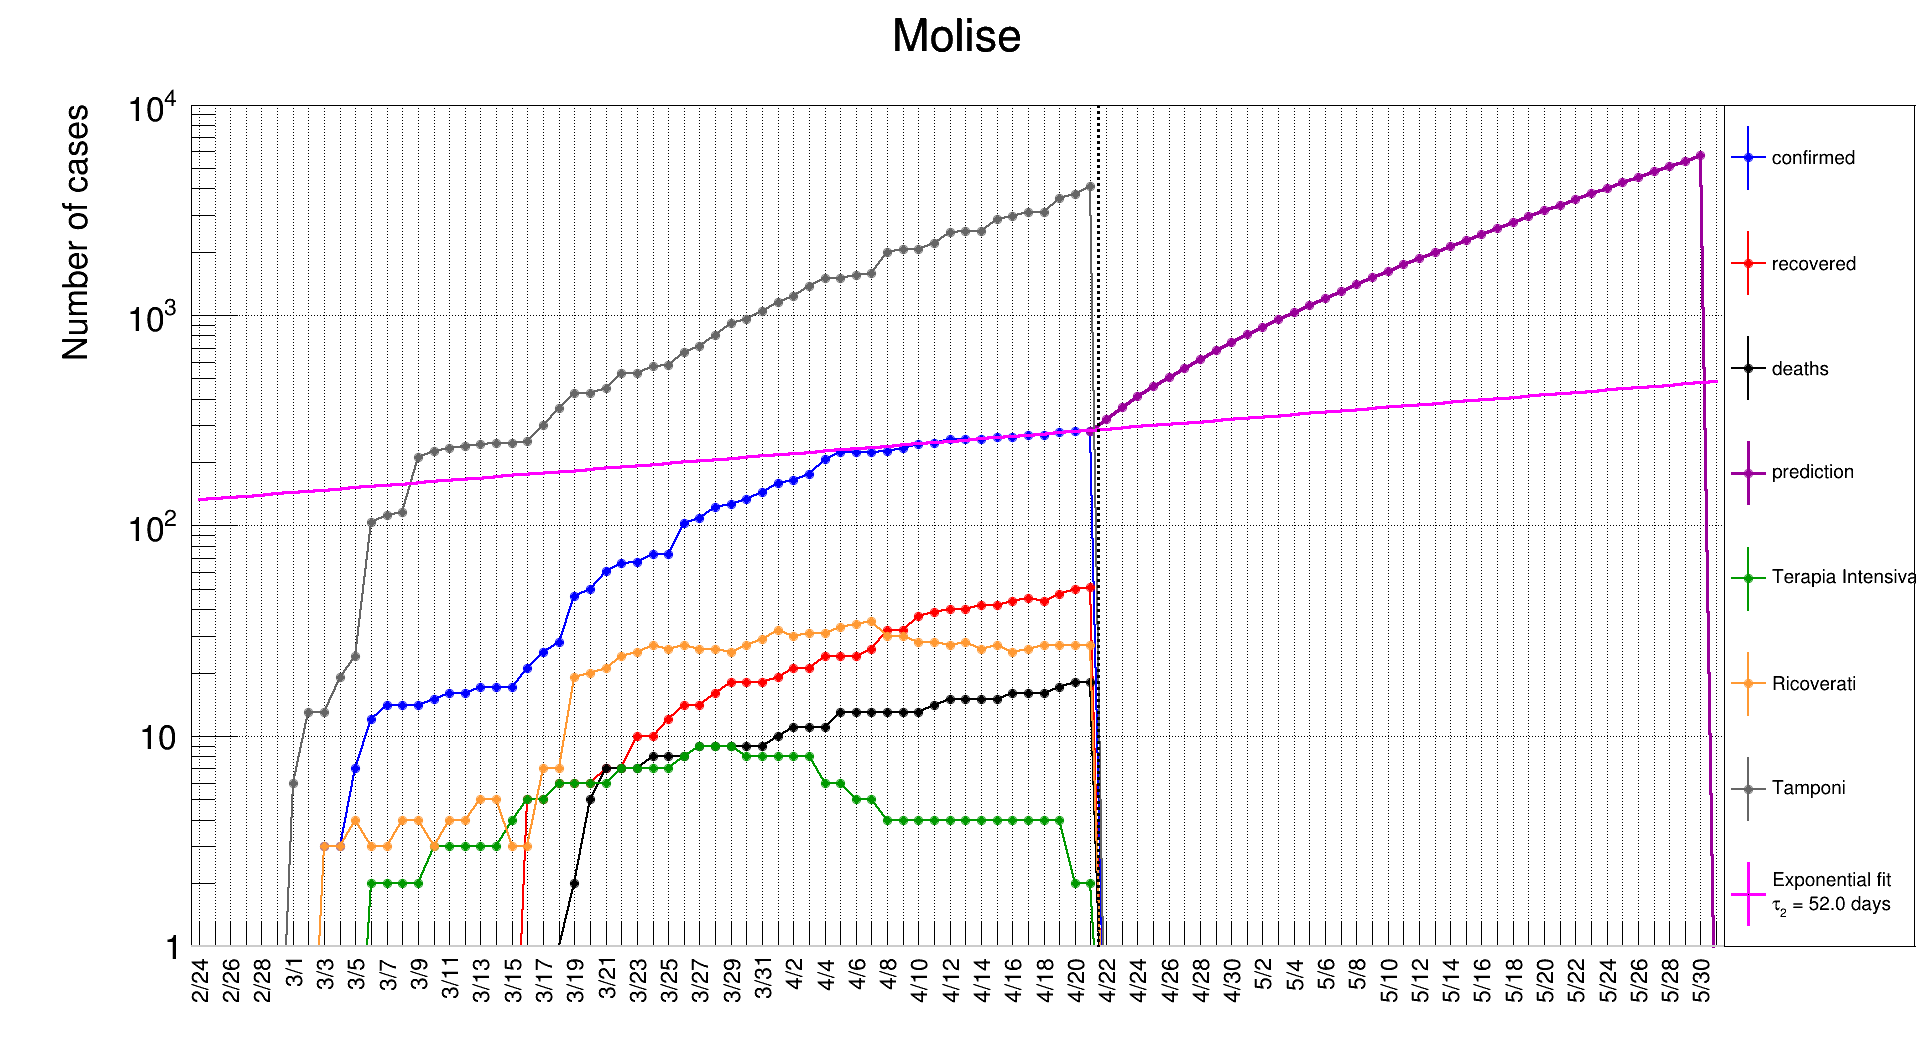 Molise
Number of cases
10^4
10^3
10^2
10
1
2/24 2/26 2/28 3/1 3/3 3/5 3/7 3/9 3/11 3/13 3/15 3/17 3/19 3/21 3/23 3/25 3/27 3/29 3/31 4/2 4/4 4/6 4/8 4/10 4/12 4/14 4/16 4/18 4/20 4/22 4/24 4/26 4/28 4/30 5/2 5/4 5/6 5/8 5/10 5/12 5/14 5/16 5/18 5/20 5/22 5/24 5/26 5/28 5/30
confirmed
recovered
deaths
prediction
Terapia Intensiva
Ricoverati
Tamponi
Exponential fit
τ_2 = 52.0 days